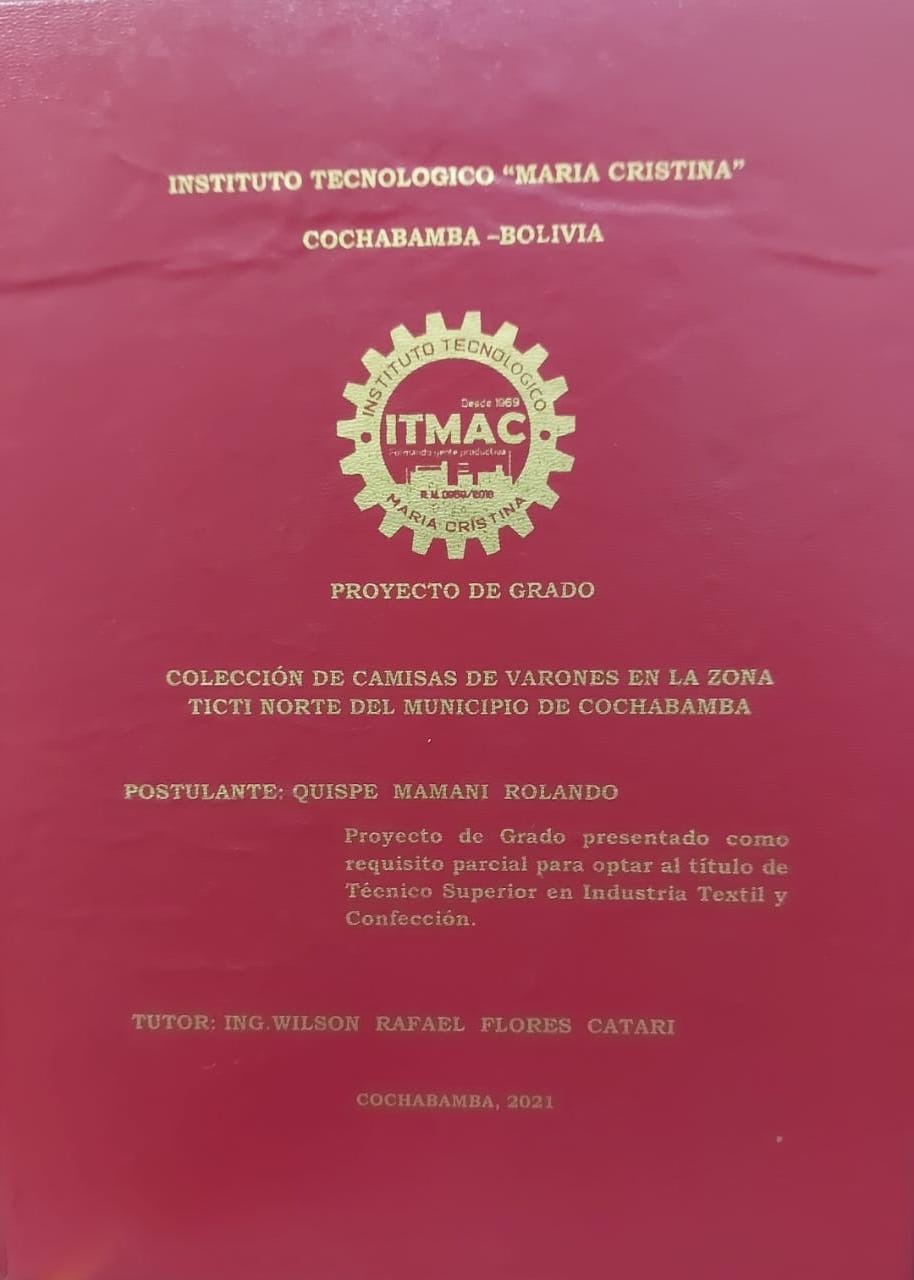 INSTITUTO TECNOLOGICO “MARIA CRISTINA”
COCHABAMBA –BOLIVIA
INSTITUTO TECNOLOGICO
Desde 1969
ITMAC
Formando gente productiva
MARIA CRISTINA
PROYECTO DE GRADO
COLECCIÓN DE CAMISAS DE VARONES EN LA ZONA
TICTI NORTE DEL MUNICIPIO DE COCHABAMBA
POSTULANTE: QUISPE MAMANI ROLANDO
Proyecto de Grado presentado como
requisito parcial para optar al título de
Técnico Superior en Industria Textil y
Confección.
TUTOR: ING.WILSON RAFAEL FLORES CATARI
COCHABAMBA, 2021